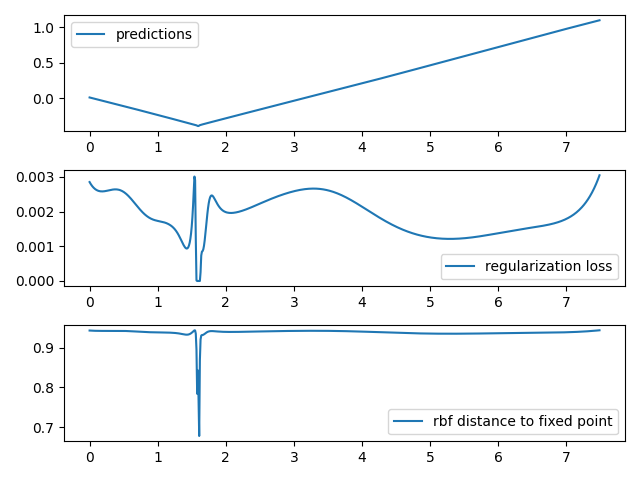 predictions
1.0
0.5
0.0
0 1 2 3 4 5 6 7
0.003
0.002
0.001
0.000
regularization loss
0 1 2 3 4 5 6 7
0.9
0.8
0.7
rbf distance to fixed point
0 1 2 3 4 5 6 7